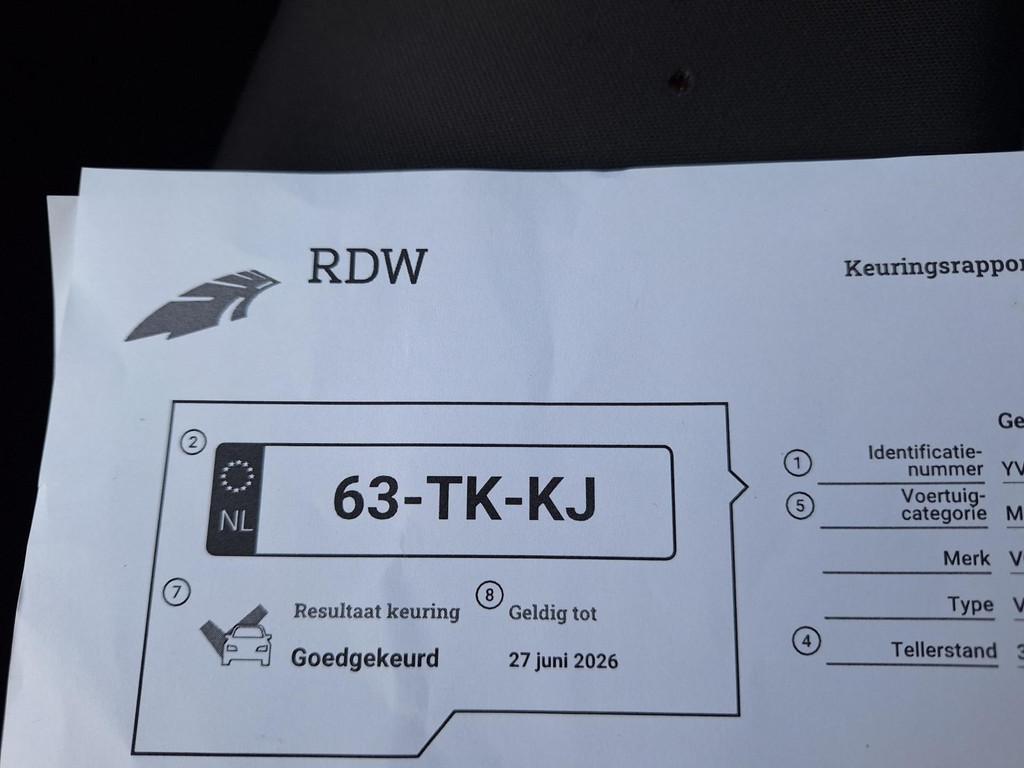 RDW
Keuringsrappor
2
NL
63-TK-KJ
7
Resultaat keuring
Goedgekeurd
8
Geldig tot
27 juni 2026
Ge
1
Identificatie-
nummer YV
5
Voertuig-
categorie M
Merk V
Type V
4
Tellerstand 3